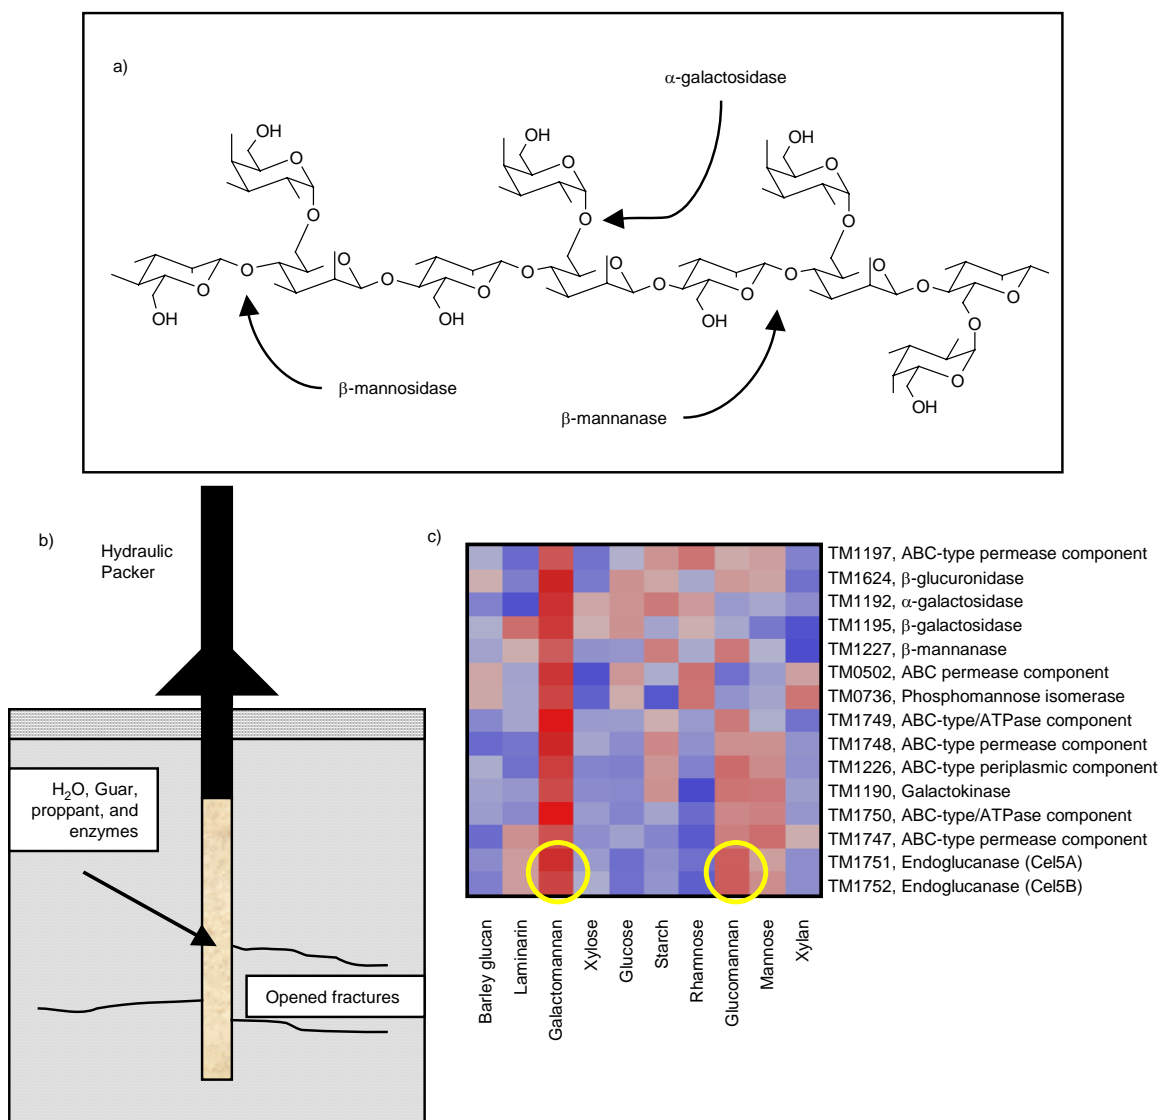 a)
α-galactosidase
OH
O
O
OH
O
O
OH
O
O
O
O
OH
O
O
O
O
OH
O
O
O
O
OH
O
O
O
O
O
O
OH
β-mannosidase
β-mannanase
b)
Hydraulic
Packer
H2O, Guar,
proppant, and
enzymes
Opened fractures
c)
TM1197, ABC-type permease component
TM1624, β-glucuronidase
TM1192, α-galactosidase
TM1195, β-galactosidase
TM1227, β-mannanase
TM0502, ABC permease component
TM0736, Phosphomannose isomerase
TM1749, ABC-type/ATPase component
TM1748, ABC-type permease component
TM1226, ABC-type periplasmic component
TM1190, Galactokinase
TM1750, ABC-type/ATPase component
TM1747, ABC-type permease component
TM1751, Endoglucanase (Cel5A)
TM1752, Endoglucanase (Cel5B)
Barley glucan
Laminarin
Galactomannan
Xylose
Glucose
Starch
Rhamnose
Glucomannan
Mannose
Xylan